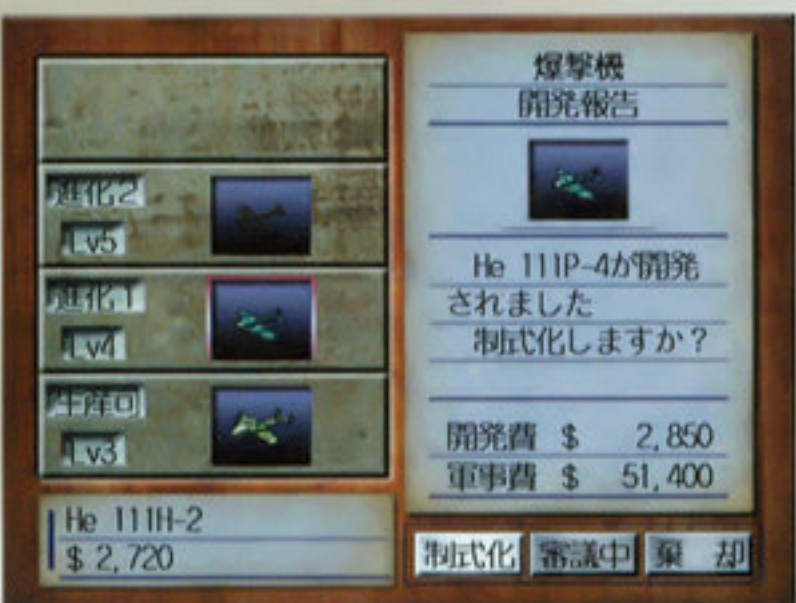 進化2
Lv5
進化1
Lv4
生産可
Lv3
He 111H-2
$ 2,720
爆撃機
開発報告
He 111P-4が開発
されました
制式化しますか?
開発費 $ 2,850
軍事費 $ 51,400
制式化 審議中 棄 却